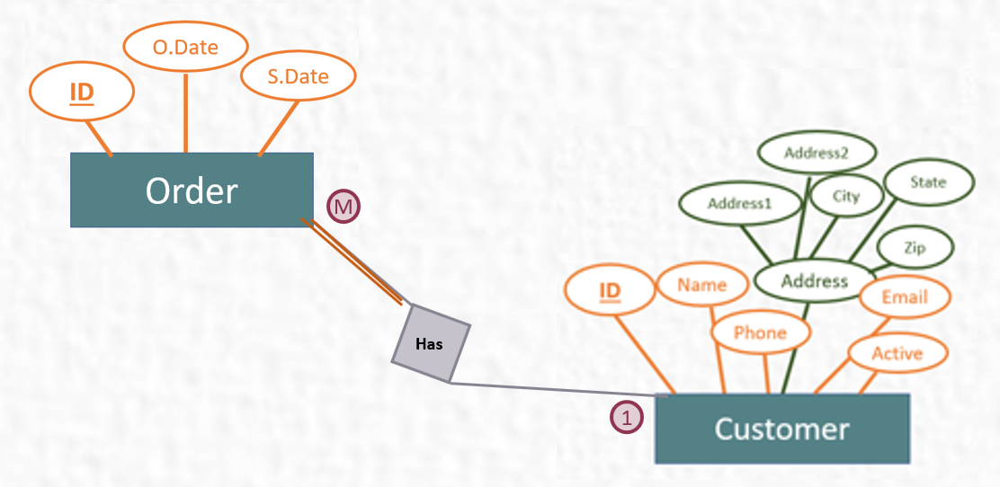 O.Date
S.Date
ID
Order
M
Address2
State
Address1
City
Zip
Address
ID
Name
Email
Phone
Active
Has
1
Customer